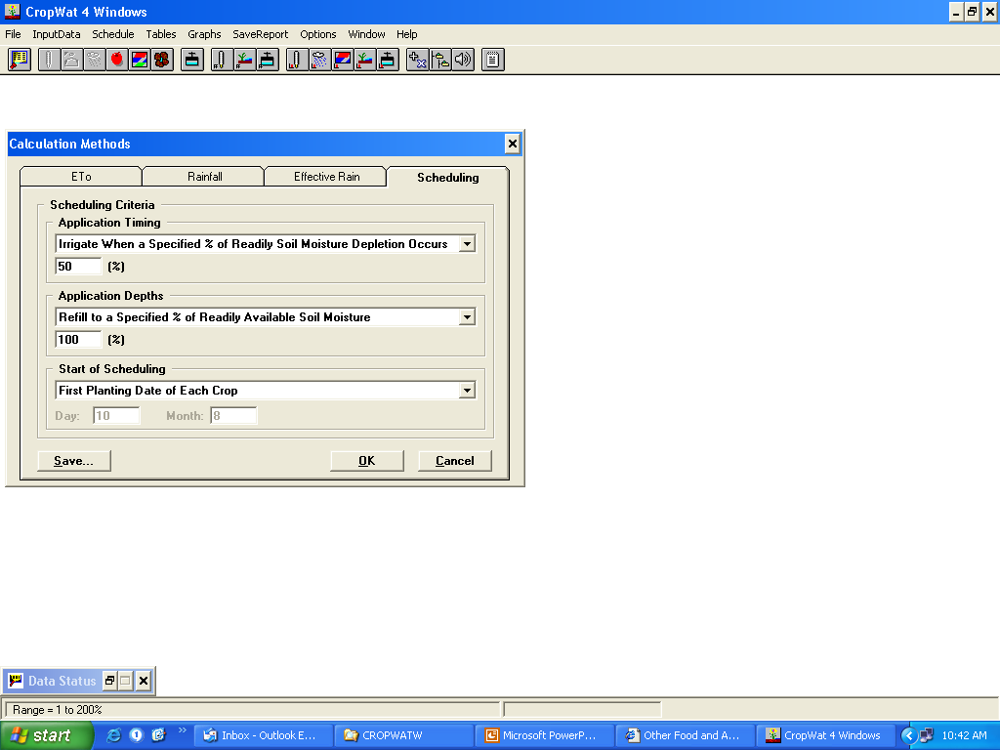 CropWat 4 Windows
File InputData Schedule Tables Graphs SaveReport Options Window Help
Calculation Methods
ETo Rainfall Effective Rain Scheduling
Scheduling Criteria
Application Timing
Irrigate When a Specified % of Readily Soil Moisture Depletion Occurs
50 (%)
Application Depths
Refill to a Specified % of Readily Available Soil Moisture
100 (%)
Start of Scheduling
First Planting Date of Each Crop
Day: 10 Month: 8
Save... OK Cancel
Data Status
Range = 1 to 200%
start Inbox - Outlook E... CROPWATW Microsoft PowerP... Other Food and A... CropWat 4 Windows 10:42 AM